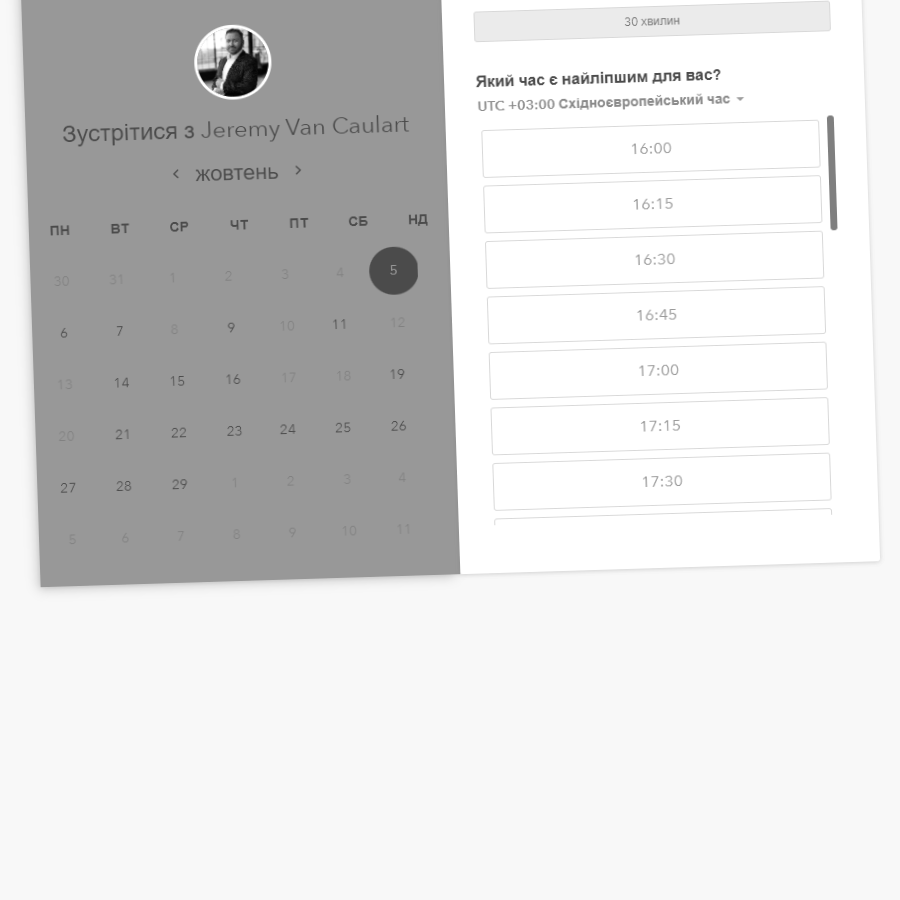 Зустрітися з Jeremy Van Caulart
‹ жовтень ›
ПН ВТ СР ЧТ ПТ СБ НД
30 31 1 2 3 4 5
6 7 8 9 10 11 12
13 14 15 16 17 18 19
20 21 22 23 24 25 26
27 28 29 1 2 3 4
5 6 7 8 9 10 11
30 хвилин
Який час є найліпшим для вас?
UTC +03:00 Східноєвропейський час
16:00
16:15
16:30
16:45
17:00
17:15
17:30